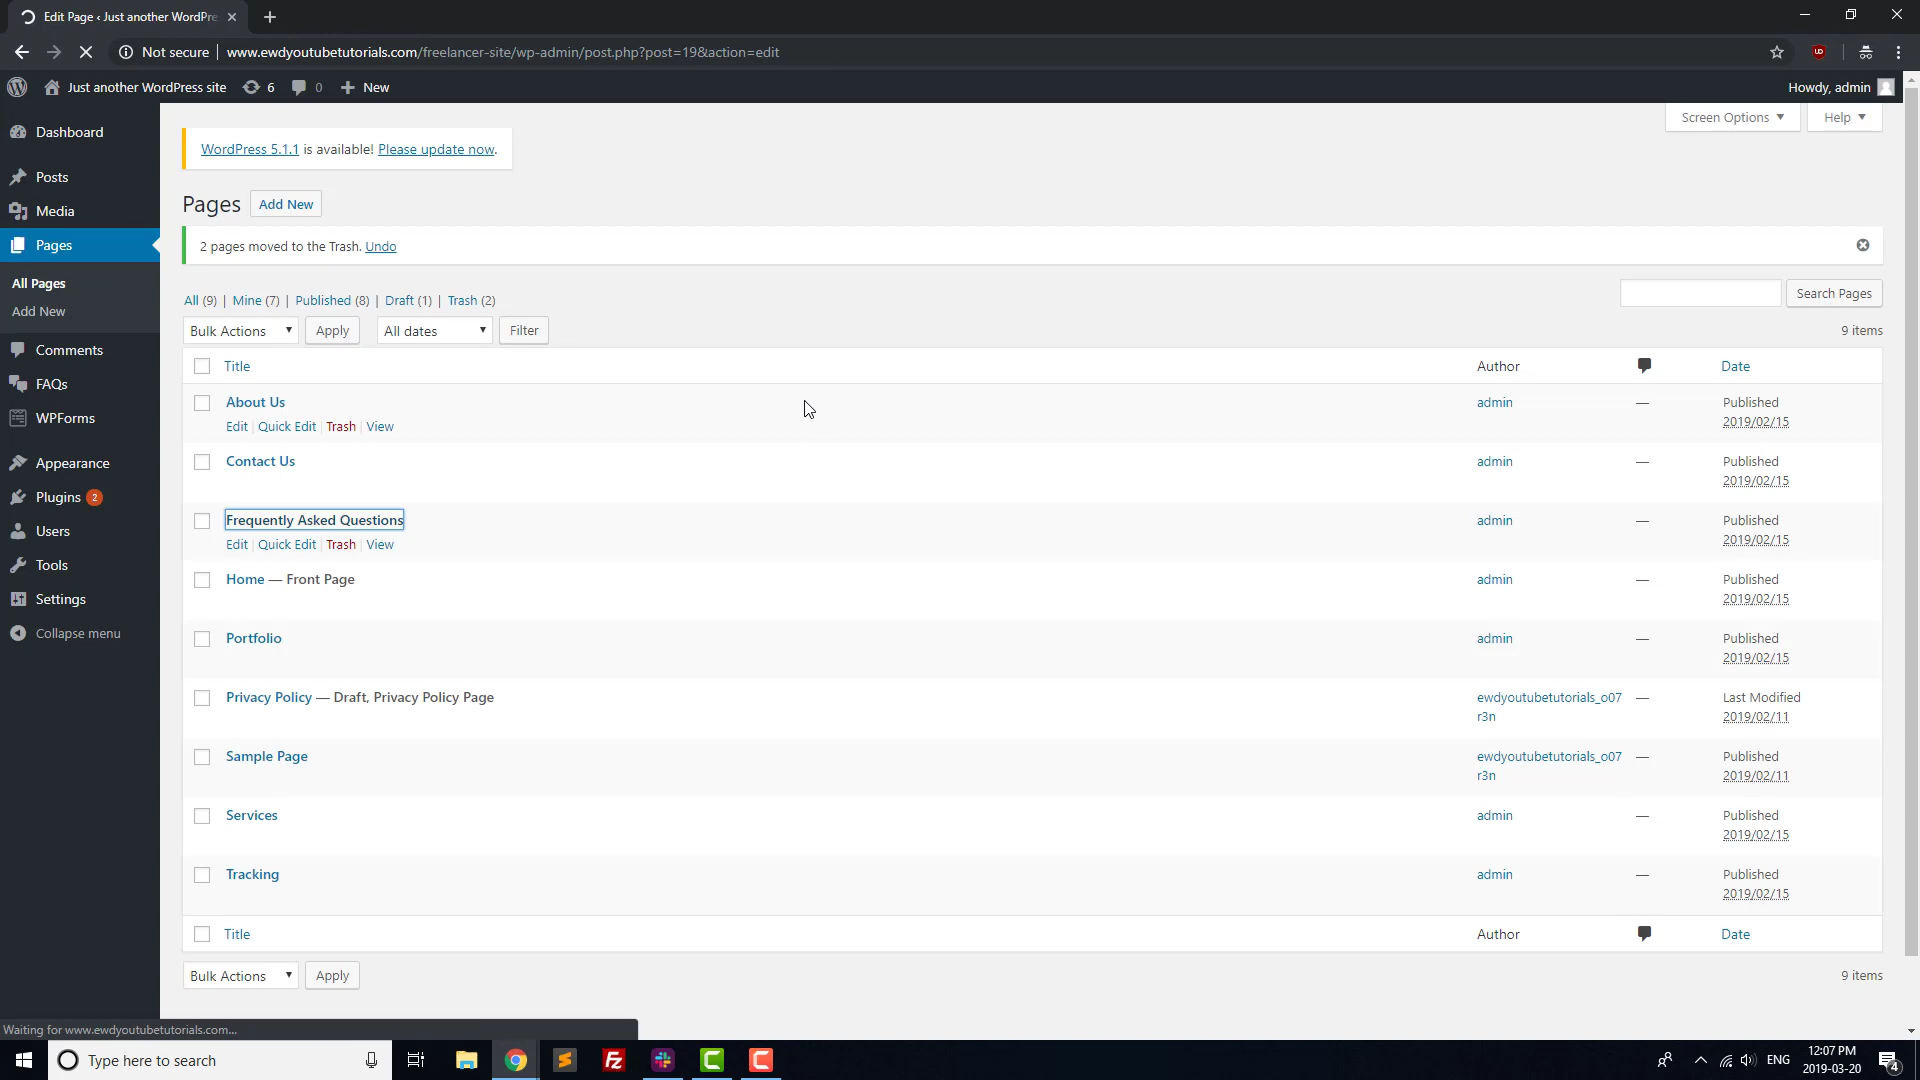 Edit Page ‹ Just another WordPre
Not secure | www.ewdyoutubetutorials.com/freelancer-site/wp-admin/post.php?post=19&action=edit
Just another WordPress site 6 0 New Howdy, admin
Screen Options Help
Dashboard
WordPress 5.1.1 is available! Please update now.
Posts
Media
Pages Add New
Pages
2 pages moved to the Trash. Undo
All Pages
Add New
All (9) | Mine (7) | Published (8) | Draft (1) | Trash (2)
Search Pages
Bulk Actions Apply All dates Filter 9 items
Comments
FAQs
WPForms
Appearance
Plugins 2
Users
Tools
Settings
Collapse menu
Title Author Date
About Us admin — Published
Edit | Quick Edit | Trash | View 2019/02/15
Contact Us admin — Published
2019/02/15
Frequently Asked Questions admin — Published
Edit | Quick Edit | Trash | View 2019/02/15
Home — Front Page admin — Published
2019/02/15
Portfolio admin — Published
2019/02/15
Privacy Policy — Draft, Privacy Policy Page ewdyoutubetutorials_o07 — Last Modified
r3n 2019/02/11
Sample Page ewdyoutubetutorials_o07 — Published
r3n 2019/02/11
Services admin — Published
2019/02/15
Tracking admin — Published
2019/02/15
Title Author Date
Bulk Actions Apply 9 items
Waiting for www.ewdyoutubetutorials.com...
Type here to search
ENG
12:07 PM
2019-03-20
4